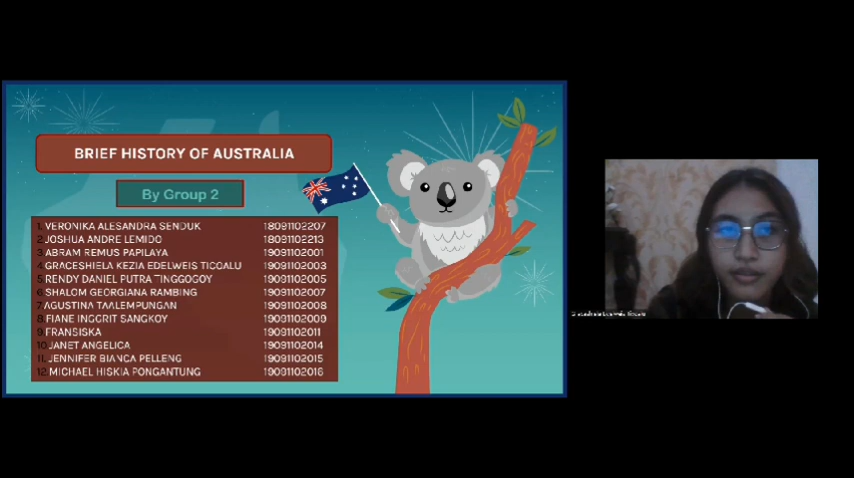 BRIEF HISTORY OF AUSTRALIA
By Group 2
1. VERONIKA ALESANDRA SENDUK 18091102207
2. JOSHUA ANDRE LEMIDO 18091102213
3. ABRAM REMUS PAPILAYA 19091102001
4. GRACESHIELA KEZIA EDELWEIS TICOALU 19091102003
5. RENDY DANIEL PUTRA TINGGOGOY 19091102005
6. SHALOM GEORGIANA RAMBING 19091102007
7. AGUSTINA TAALEMPUNGAN 19091102008
8. FIANE INGGRIT SANGKOY 19091102009
9. FRANSISKA 19091102011
10. JANET ANGELICA 19091102014
11. JENNIFER BIANCA PELLENG 19091102015
12. MICHAEL HISKIA PONGANTUNG 19091102016